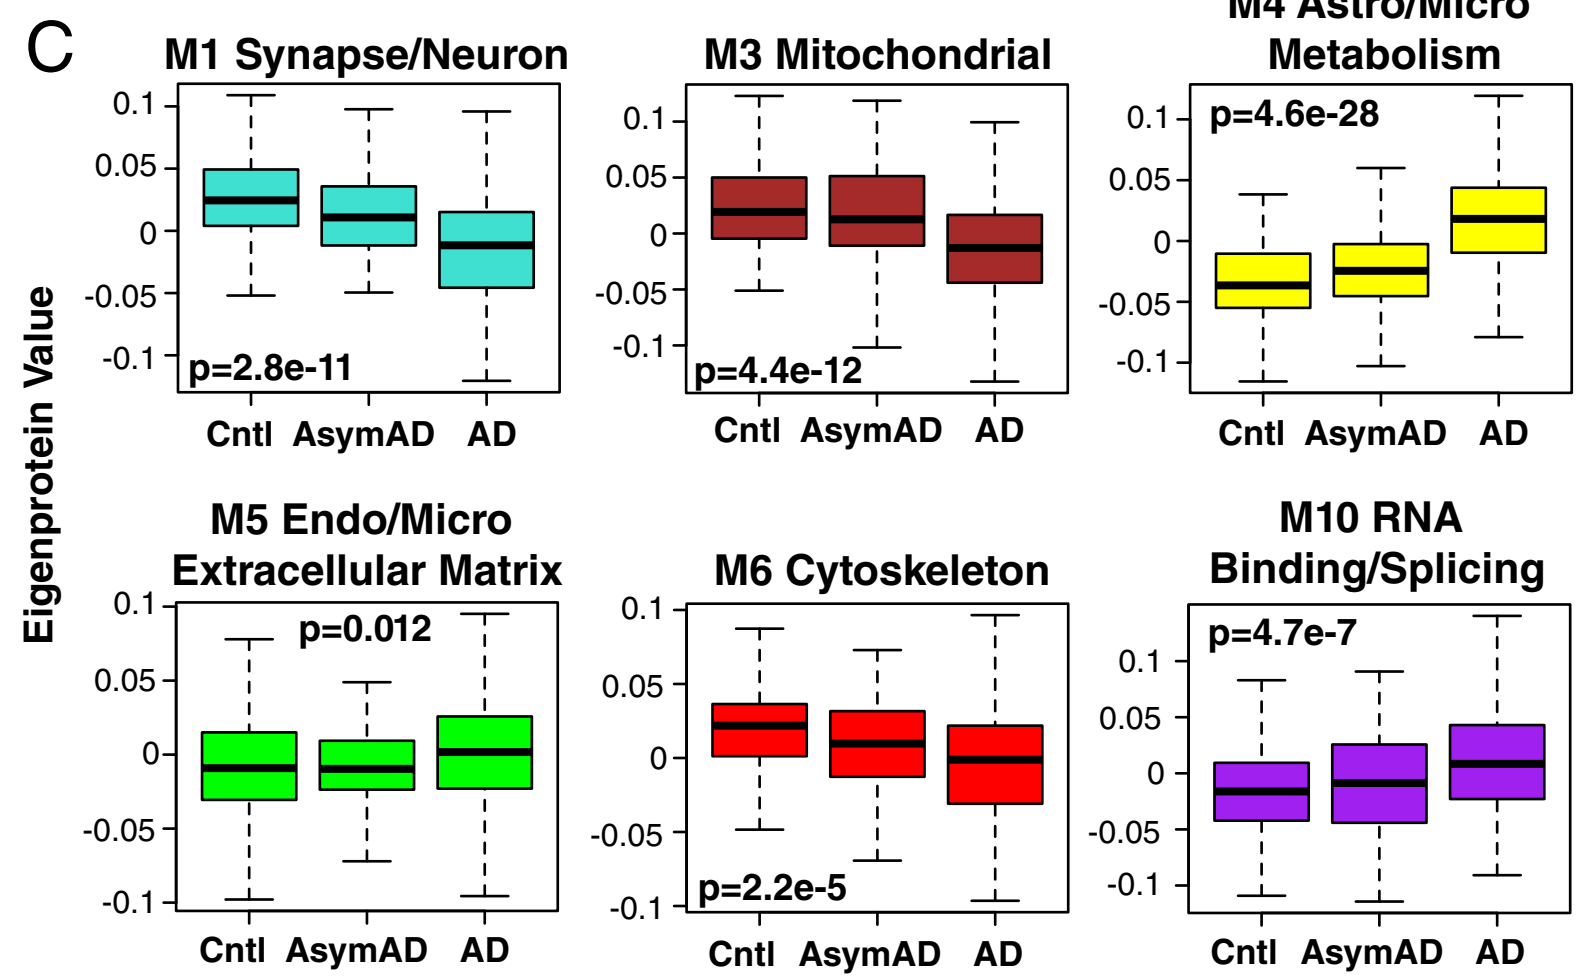 C
M1 Synapse/Neuron
M3 Mitochondrial
M4 Astro/Micro
Metabolism
Eigenprotein Value
0.1
0.05
0
-0.05
-0.1
p=2.8e-11
Cntl AsymAD AD
0.1
0.05
0
-0.05
-0.1
p=4.4e-12
Cntl AsymAD AD
0.1
0.05
0
-0.05
-0.1
p=4.6e-28
Cntl AsymAD AD
M5 Endo/Micro
Extracellular Matrix
0.1
0.05
0
-0.05
-0.1
p=0.012
Cntl AsymAD AD
M6 Cytoskeleton
0.1
0.05
0
-0.05
-0.1
p=2.2e-5
Cntl AsymAD AD
M10 RNA
Binding/Splicing
0.1
0.05
0
-0.05
-0.1
p=4.7e-7
Cntl AsymAD AD